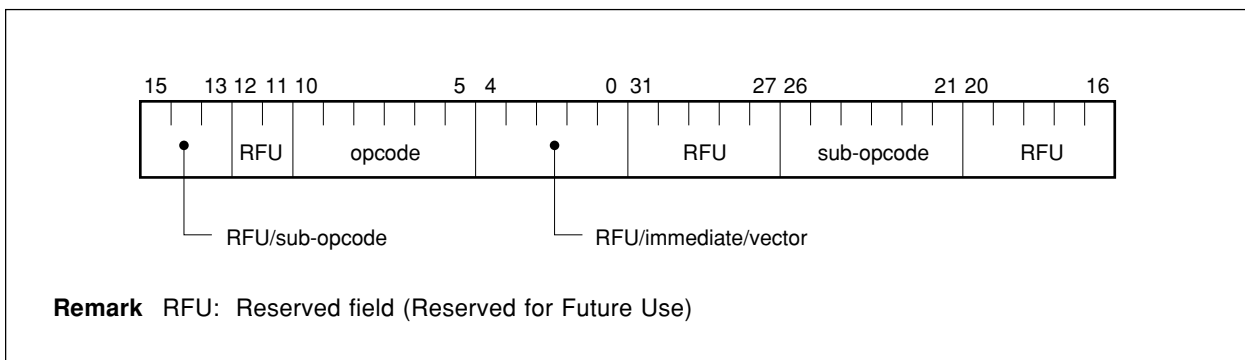 15 13 12 11 10 5 4 0 31 27 26 21 20 16
RFU opcode RFU sub-opcode RFU
RFU/sub-opcode RFU/immediate/vector
Remark RFU: Reserved field (Reserved for Future Use)